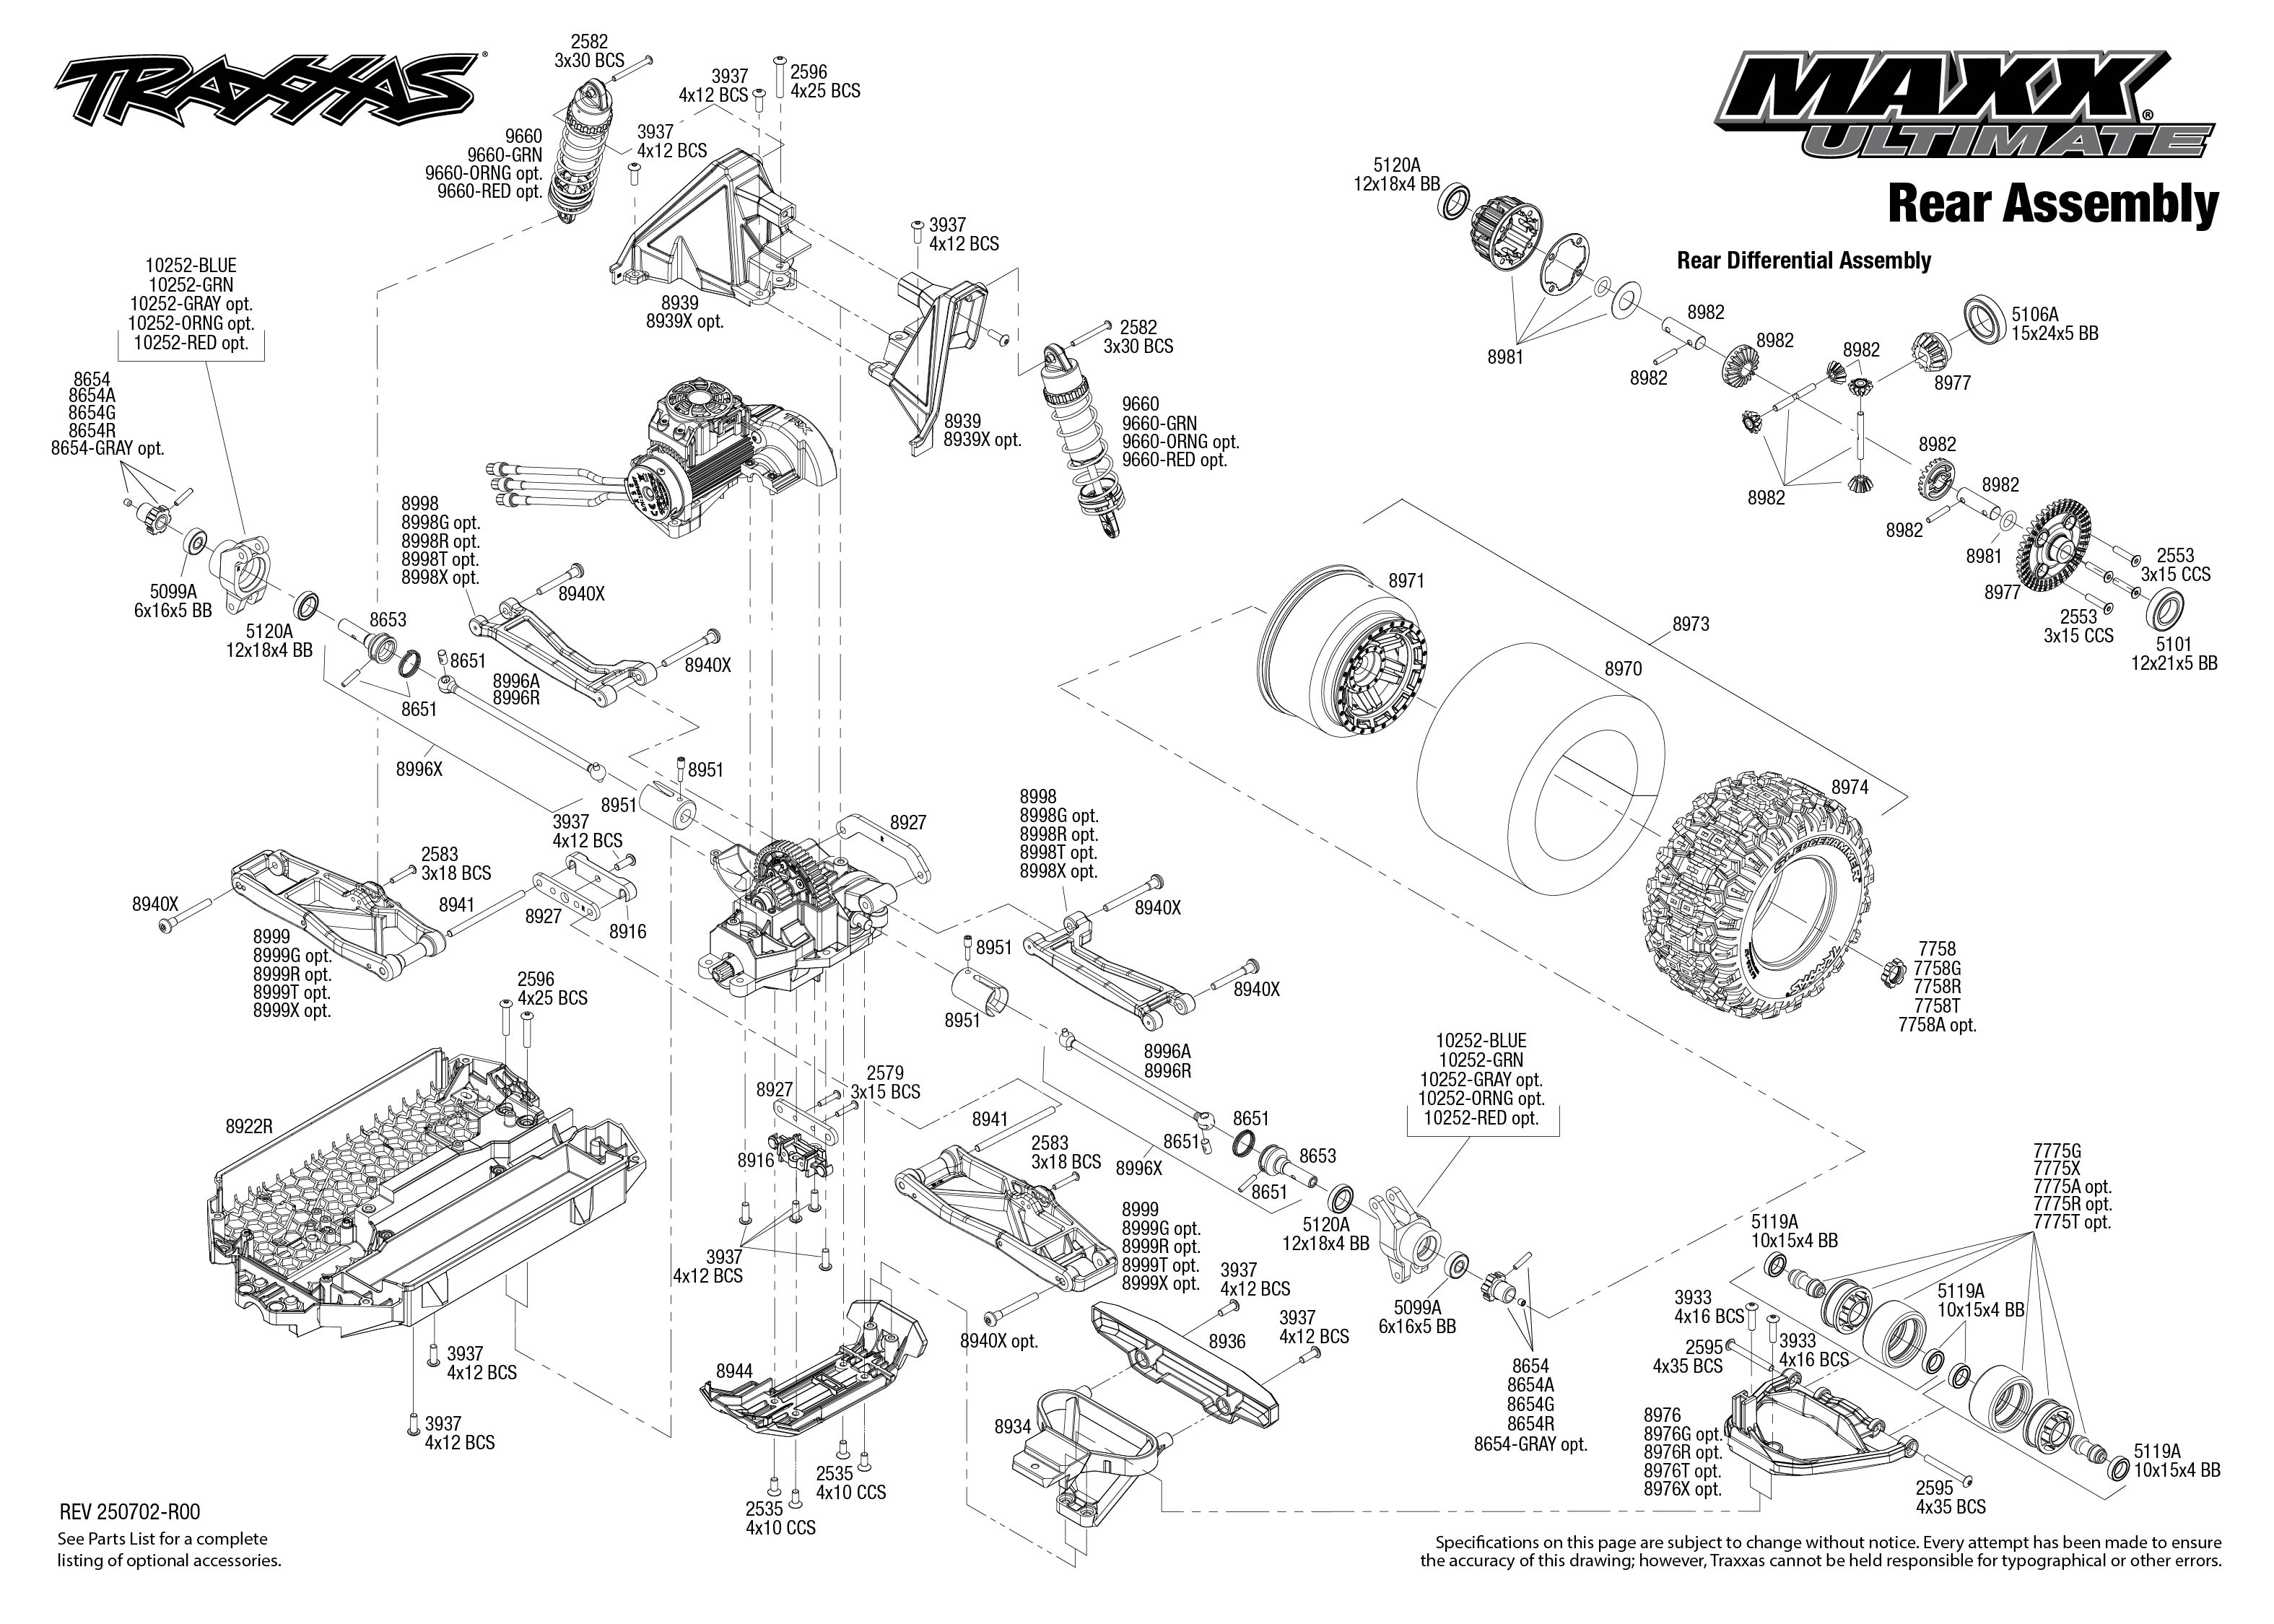 TRAXXAS
MAXX
ULTIMATE
Rear Assembly
Rear Differential Assembly
2582
3x30 BCS
3937
4x12 BCS
2596
4x25 BCS
9660
9660-GRN
9660-ORNG opt.
9660-RED opt.
3937
4x12 BCS
3937
4x12 BCS
8939
8939X opt.
2582
3x30 BCS
8939
8939X opt.
9660
9660-GRN
9660-ORNG opt.
9660-RED opt.
10252-BLUE
10252-GRN
10252-GRAY opt.
10252-ORNG opt.
10252-RED opt.
8654
8654A
8654G
8654R
8654-GRAY opt.
TRX
5099A
6x16x5 BB
5120A
12x18x4 BB
8653
8651
8651
8998
8998G opt.
8998R opt.
8998T opt.
8998X opt.
8940X
8940X
8996A
8996R
8996X
8951
8951
3937
4x12 BCS
8927
8916
8927
2583
3x18 BCS
8941
8940X
8999
8999G opt.
8999R opt.
8999T opt.
8999X opt.
2596
4x25 BCS
8922R
3937
4x12 BCS
3937
4x12 BCS
8998
8998G opt.
8998R opt.
8998T opt.
8998X opt.
8940X
8940X
8951
8951
8996A
8996R
8927
2579
3x15 BCS
8916
3937
4x12 BCS
8941
2583
3x18 BCS
8996X
8651
8651
8651
8653
5120A
12x18x4 BB
8999
8999G opt.
8999R opt.
8999T opt.
8999X opt.
8940X opt.
10252-BLUE
10252-GRN
10252-GRAY opt.
10252-ORNG opt.
10252-RED opt.
5099A
6x16x5 BB
8654
8654A
8654G
8654R
8654-GRAY opt.
3937
4x12 BCS
3937
4x12 BCS
8936
8934
8944
2535
4x10 CCS
2535
4x10 CCS
5120A
12x18x4 BB
8981
8982
8982
8982
8982
8977
5106A
15x24x5 BB
8982
8982
8982
8982
8981
8977
2553
3x15 CCS
2553
3x15 CCS
5101
12x21x5 BB
8971
8973
8970
8974
SLEDGEHAMMER
TRAXXAS
7758
7758G
7758R
7758T
7758A opt.
7775G
7775X
7775A opt.
7775R opt.
7775T opt.
5119A
10x15x4 BB
5119A
10x15x4 BB
3933
4x16 BCS
3933
4x16 BCS
2595
4x35 BCS
8976
8976G opt.
8976R opt.
8976T opt.
8976X opt.
2595
4x35 BCS
5119A
10x15x4 BB
REV 250702-R00
See Parts List for a complete
listing of optional accessories.
Specifications on this page are subject to change without notice. Every attempt has been made to ensure
the accuracy of this drawing; however, Traxxas cannot be held responsible for typographical or other errors.